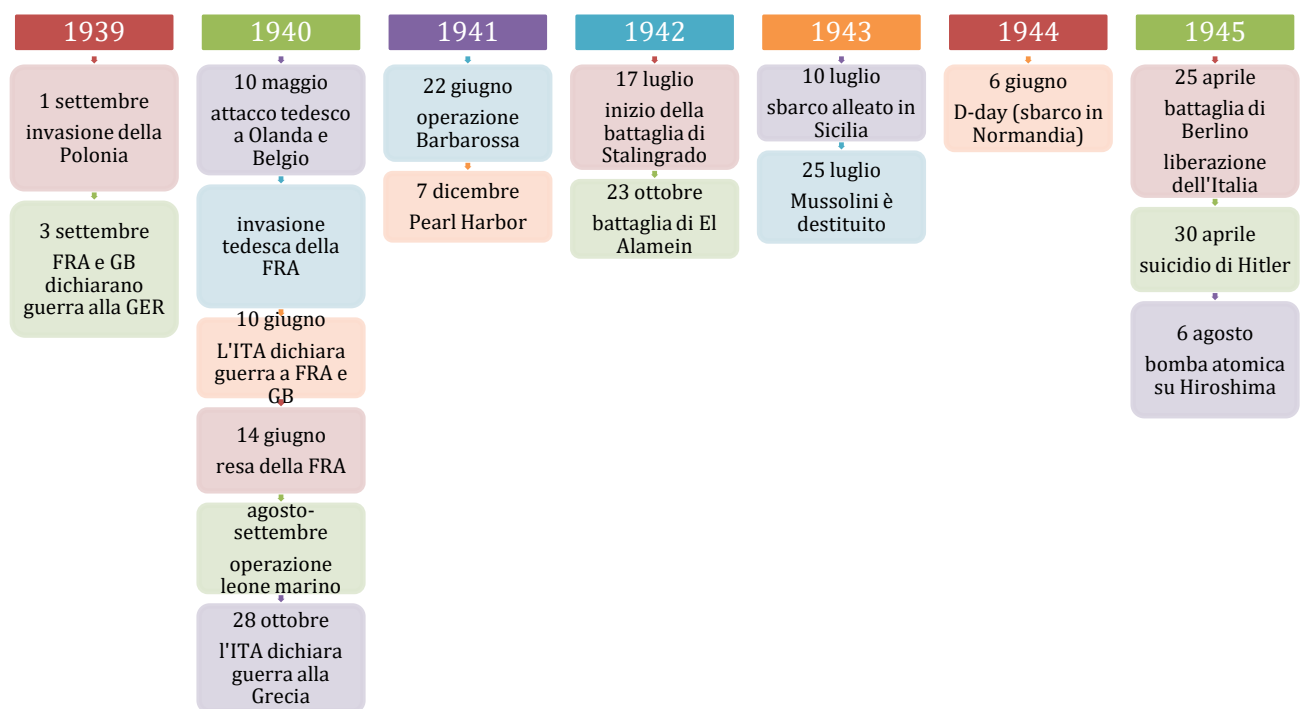 1939
1 settembre
invasione della
Polonia
3 settembre
FRA e GB
dichiarano
guerra alla GER
1940
10 maggio
attacco tedesco
a Olanda e
Belgio
invasione
tedesca della
FRA
10 giugno
L'ITA dichiara
guerra a FRA e
GB
14 giugno
resa della FRA
agosto-
settembre
operazione
leone marino
28 ottobre
l'ITA dichiara
guerra alla
Grecia
1941
22 giugno
operazione
Barbarossa
7 dicembre
Pearl Harbor
1942
17 luglio
inizio della
battaglia di
Stalingrado
23 ottobre
battaglia di El
Alamein
1943
10 luglio
sbarco alleato in
Sicilia
25 luglio
Mussolini è
destituito
1944
6 giugno
D-day (sbarco in
Normandia)
1945
25 aprile
battaglia di
Berlino
liberazione
dell'Italia
30 aprile
suicidio di Hitler
6 agosto
bomba atomica
su Hiroshima